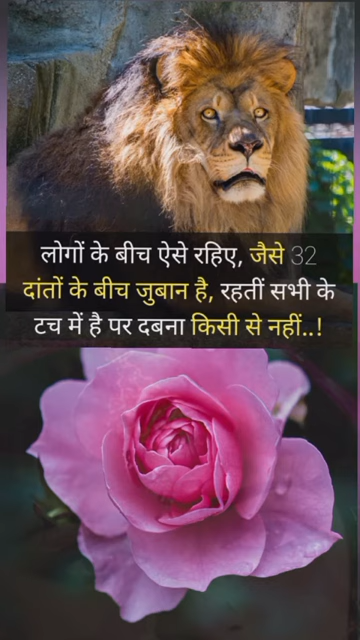 लोगों के बीच ऐसे रहिए, जैसे 32
दांतों के बीच जुबान है, रहतीं सभी के
टच में है पर दबना किसी से नहीं..!